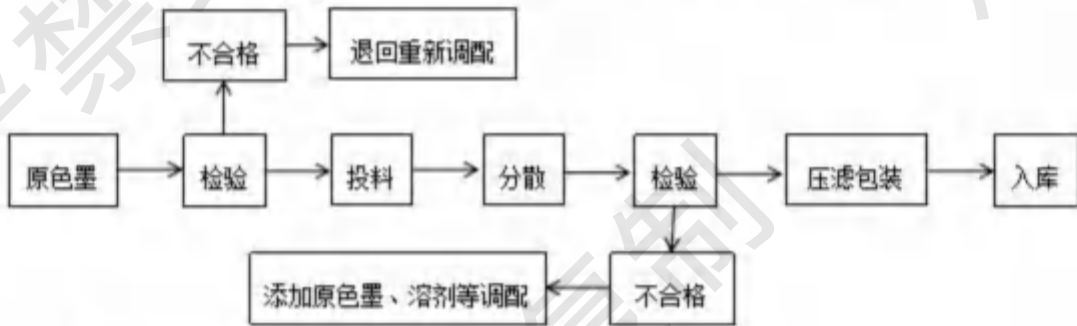 不合格
退回重新调配
原色墨
检验
投料
分散
检验
压滤包装
入库
添加原色墨、溶剂等调配
不合格